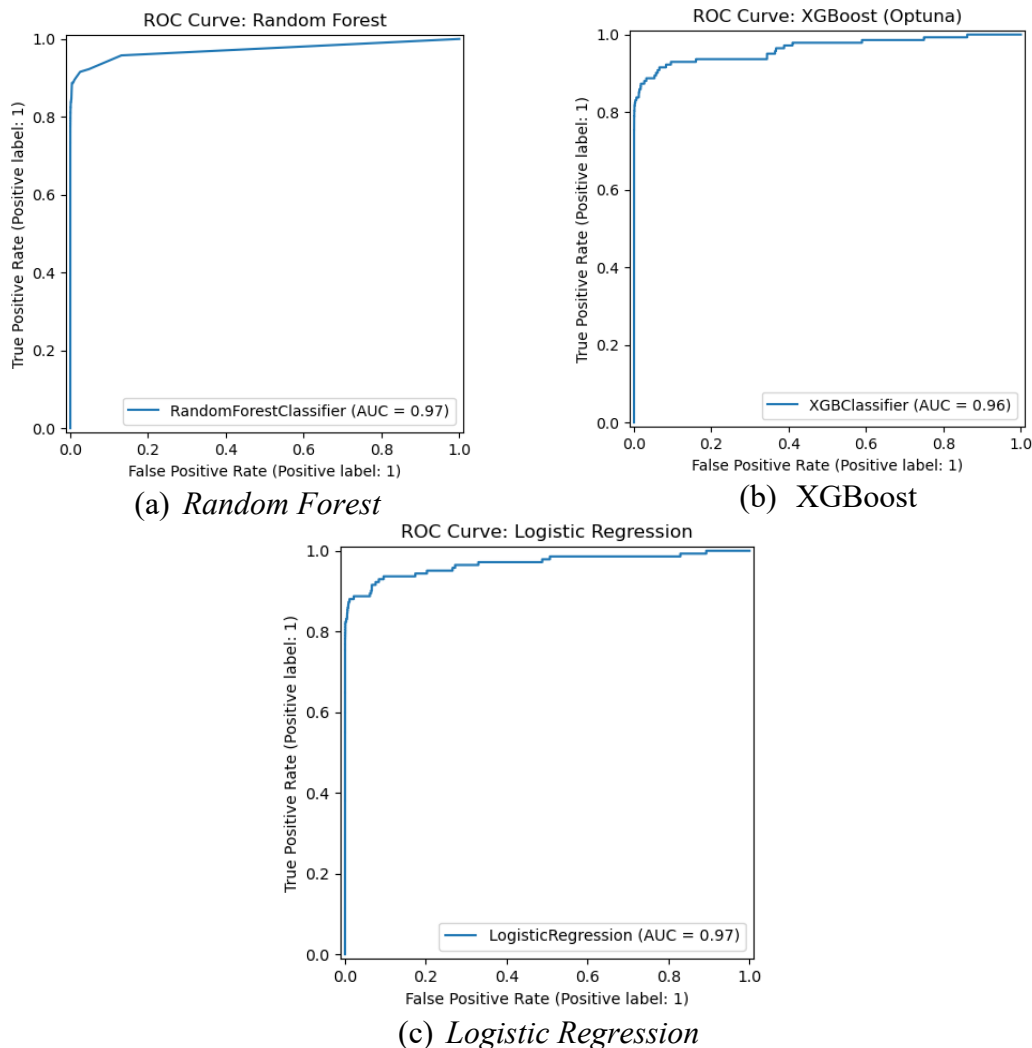 ROC Curve: Random Forest
1.0
0.8
0.6
0.4
0.2
0.0
True Positive Rate (Positive label: 1)
RandomForestClassifier (AUC = 0.97)
0.0 0.2 0.4 0.6 0.8 1.0
False Positive Rate (Positive label: 1)
(a) Random Forest
ROC Curve: XGBoost (Optuna)
1.0
0.8
0.6
0.4
0.2
0.0
True Positive Rate (Positive label: 1)
XGBClassifier (AUC = 0.96)
0.0 0.2 0.4 0.6 0.8 1.0
False Positive Rate (Positive label: 1)
(b) XGBoost
ROC Curve: Logistic Regression
1.0
0.8
0.6
0.4
0.2
0.0
True Positive Rate (Positive label: 1)
LogisticRegression (AUC = 0.97)
0.0 0.2 0.4 0.6 0.8 1.0
False Positive Rate (Positive label: 1)
(c) Logistic Regression